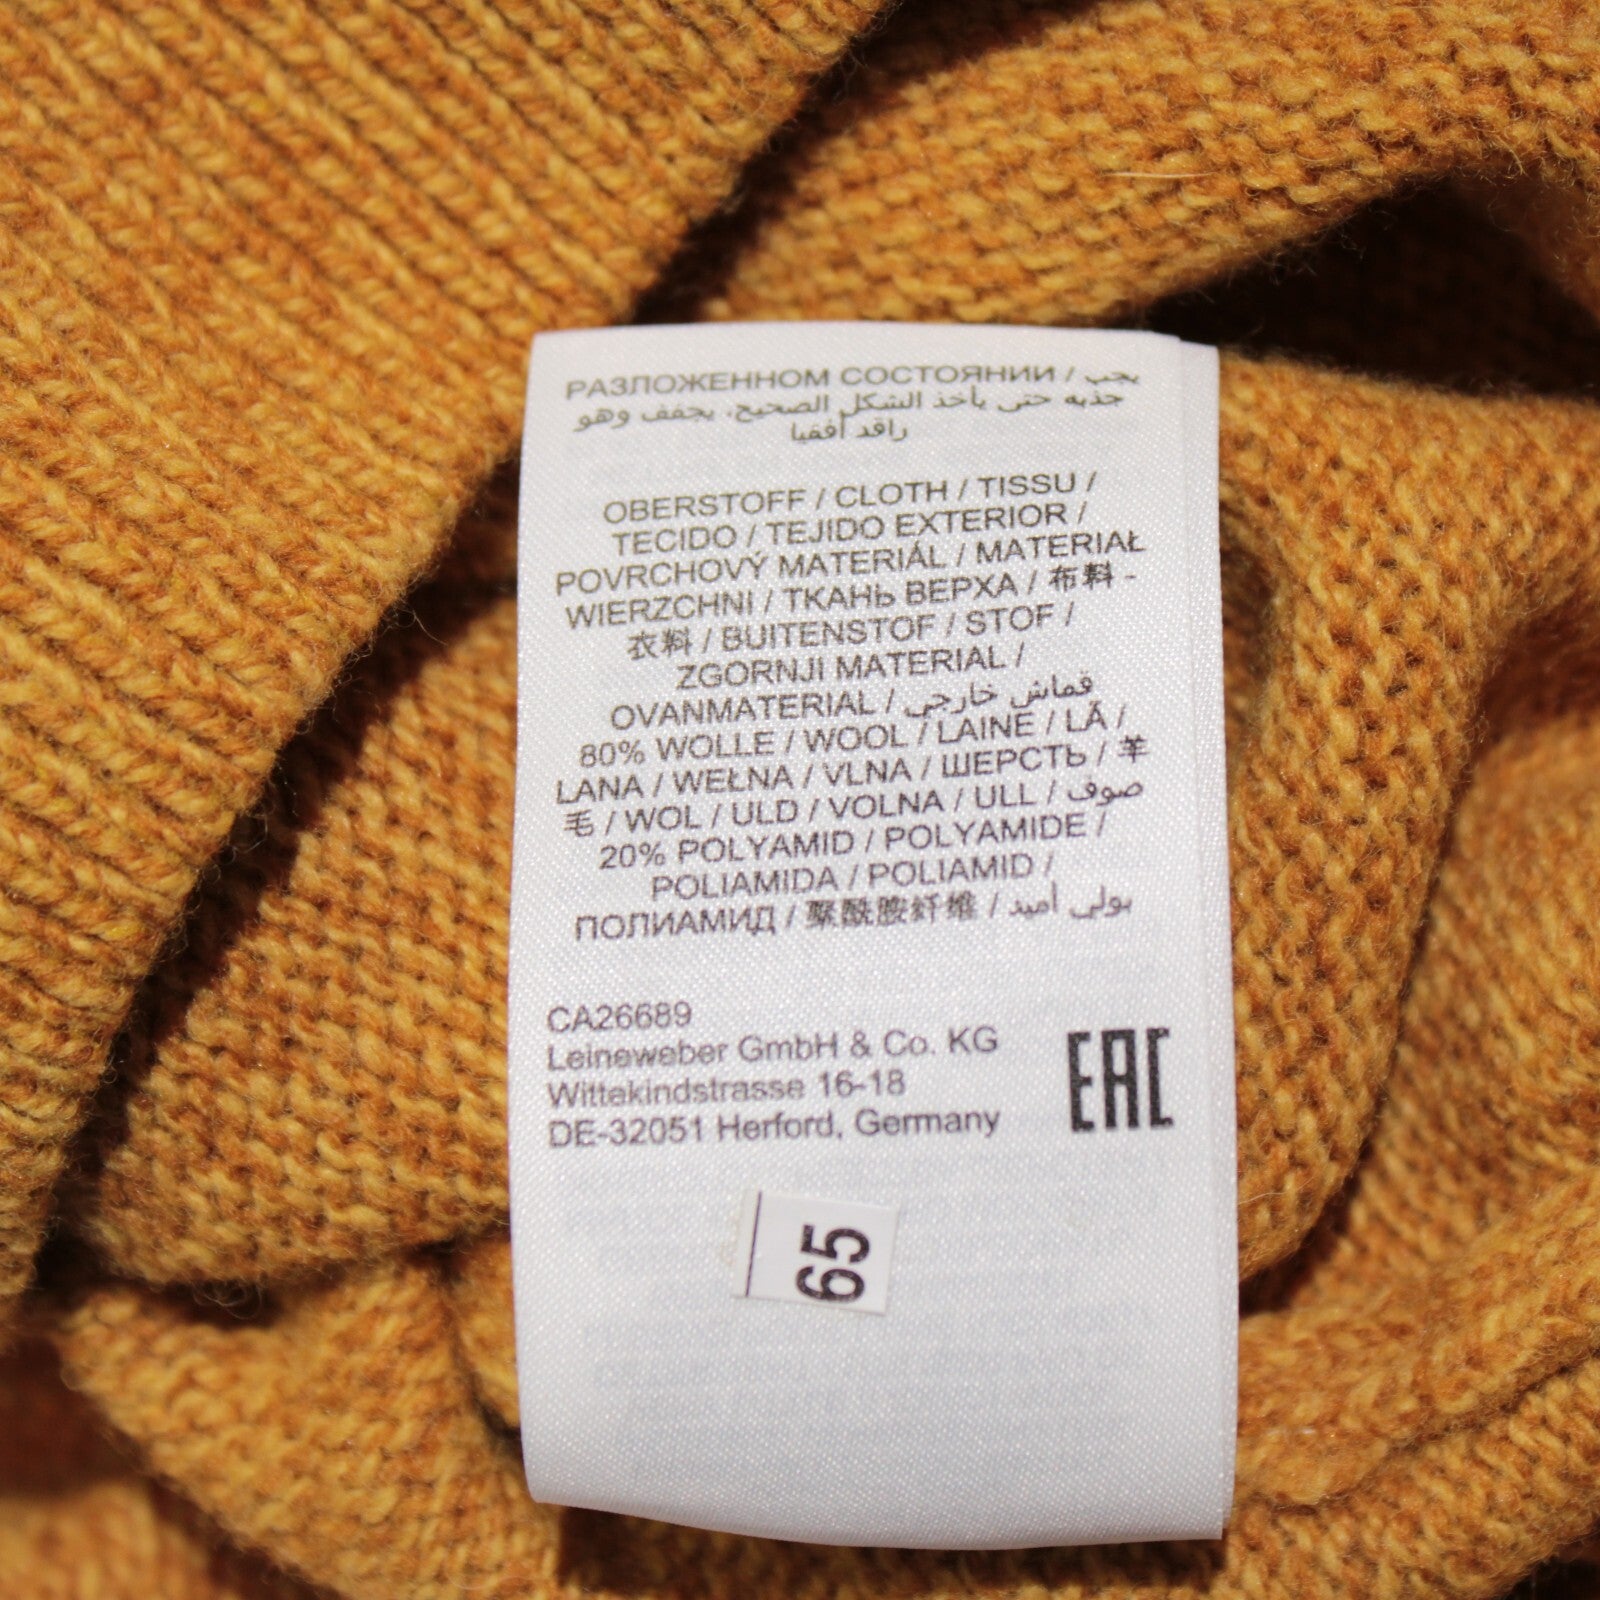 РАЗЛОЖЕННОМ СОСТОЯНИИ / يجب
جذبه حتى يأخذ الشكل الصحيح. يجفف وهو
راقد أفقيا
OBERSTOFF / CLOTH / TISSU /
TECIDO / TEJIDO EXTERIOR /
POVRCHOVÝ MATERIÁL / MATERIAŁ
WIERZCHNI / ТКАНЬ ВЕРХА / 布料 -
衣料 / BUITENSTOF / STOF /
ZGORNJI MATERIAL /
OVANMATERIAL / قماش خارجي
80% WOLLE / WOOL / LAINE / LÃ /
LANA / WEŁNA / VLNA / ШЕРСТЬ / 羊
毛 / WOL / ULD / VOLNA / ULL / صوف
20% POLYAMID / POLYAMIDE /
POLIAMIDA / POLIAMID /
ПОЛИАМИД / 聚酰胺纤维 / بولي أميد
CA26689
Leineweber GmbH & Co. KG
Wittekindstrasse 16-18
DE-32051 Herford, Germany
EAC
65